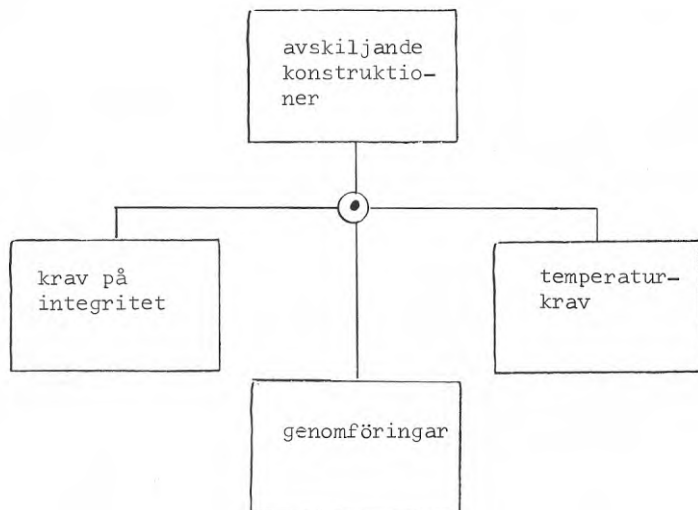 avskiljande
konstruktio-
ner
krav på
integritet
temperatur-
krav
genomföringar